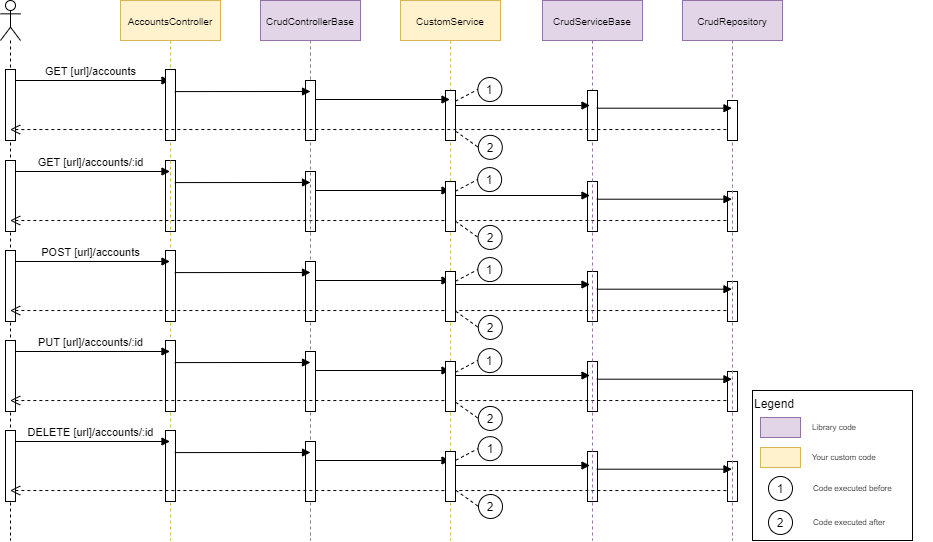 AccountsController
CrudControllerBase
CustomService
CrudServiceBase
CrudRepository
GET [url]/accounts
1
2
GET [url]/accounts/:id
1
2
POST [url]/accounts
1
2
PUT [url]/accounts/:id
1
2
DELETE [url]/accounts/:id
1
2
Legend
Library code
Your custom code
1 Code executed before
2 Code executed after